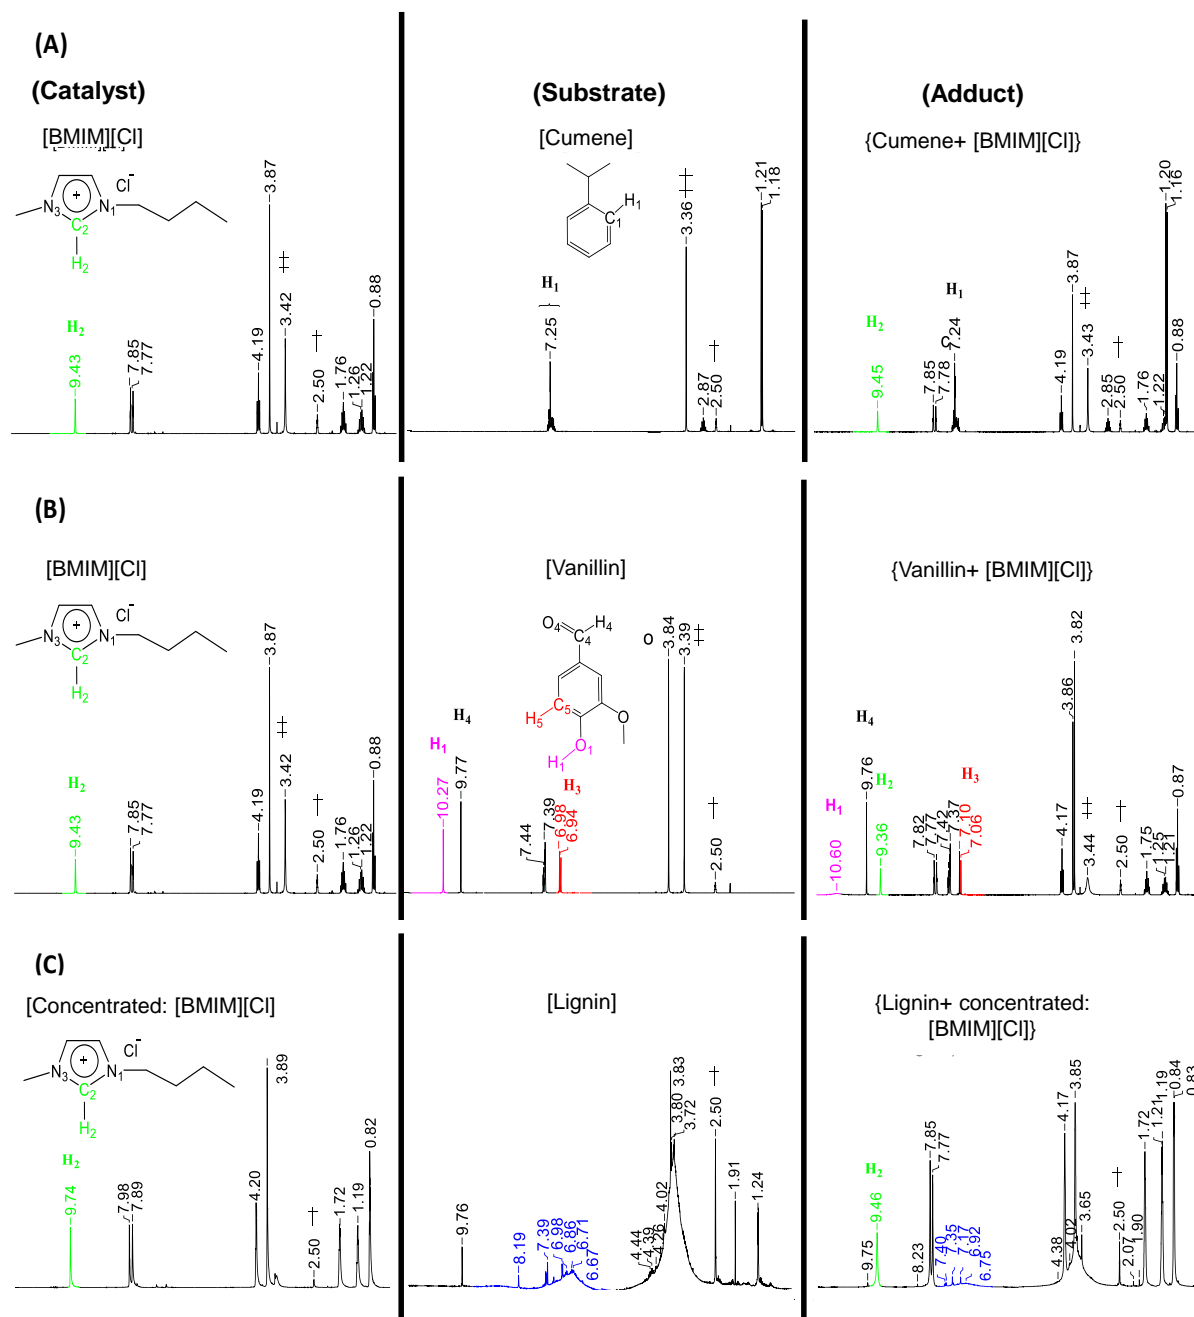 (A)
(Catalyst)
(Substrate)
(Adduct)
[BMIM][Cl]
[Cumene]
{Cumene+ [BMIM][Cl]}
Cl⁻
+
N3
N1
C2
H2
H₂
9.43
7.85
7.77
4.19
3.87
‡
3.42
†
2.50
1.76
1.26
1.22
0.88
H1
C1
H₁
7.25
3.36 ‡
2.87
2.50 †
1.21
1.18
H₂
9.45
7.85
7.78
H₁
7.24
4.19
3.87
‡
3.43
2.85
†
2.50
1.76
1.22
1.20
1.16
0.88
(B)
[BMIM][Cl]
[Vanillin]
{Vanillin+ [BMIM][Cl]}
Cl⁻
+
N3
N1
C2
H2
H₂
9.43
7.85
7.77
4.19
3.87
‡
3.42
†
2.50
1.76
1.26
1.22
0.88
O4
H4
C4
H5
C5
O
O1
H1
H₁
10.27
H₄
9.77
7.44
7.39
H₃
6.98
6.94
o
3.84
3.39 ‡
†
2.50
H₁
10.60
H₄
9.76
H₂
9.36
7.82
7.77
7.42
7.37
H₃
7.10
7.06
4.17
3.86
3.82
‡
3.44
†
2.50
1.75
1.25
1.21
0.87
(C)
[Concentrated: [BMIM][Cl]
[Lignin]
{Lignin+ concentrated:
[BMIM][Cl]}
Cl⁻
+
N3
N1
C2
H2
H₂
9.74
7.98
7.89
4.20
3.89
†
2.50
1.72
1.19
0.82
9.76
8.19
7.39
6.98
6.86
6.71
6.67
4.44
4.39
4.26
4.02
3.83
3.80
3.72
2.50 †
1.91
1.24
9.75
H₂
9.46
8.23
7.85
7.77
7.40
7.35
7.17
6.92
6.75
4.38
4.17
4.02
3.85
3.65
†
2.50
2.07
1.90
1.72
1.21
1.19
0.84
0.83